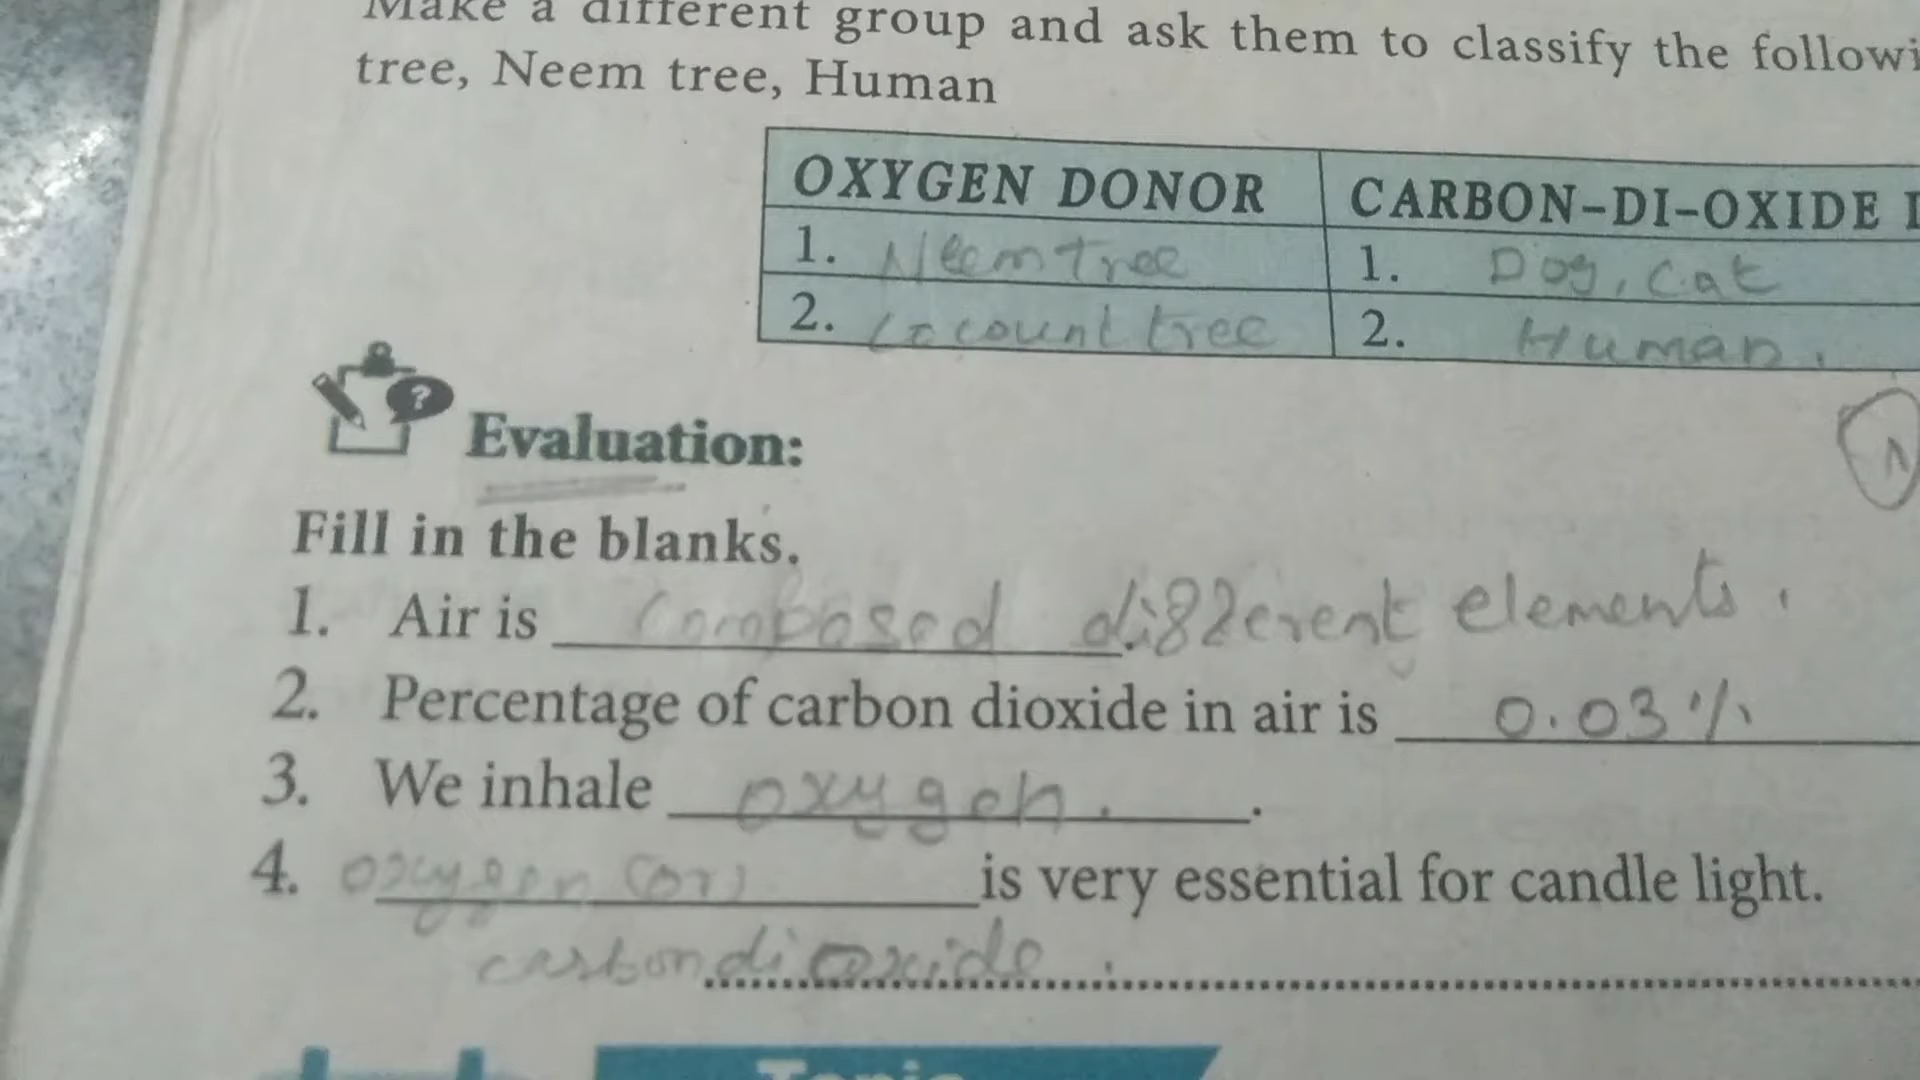 Make a different group and ask them to classify the followi
tree, Neem tree, Human
OXYGEN DONOR CARBON-DI-OXIDE
1. Neem tree 1. Dog, cat
2. Cocount tree 2. Human.
?
Evaluation:
Fill in the blanks.
1. Air is composed different elements.
2. Percentage of carbon dioxide in air is 0.03%
3. We inhale oxygen.
4. oxygen (or) is very essential for candle light.
carbondioxide.
Topic